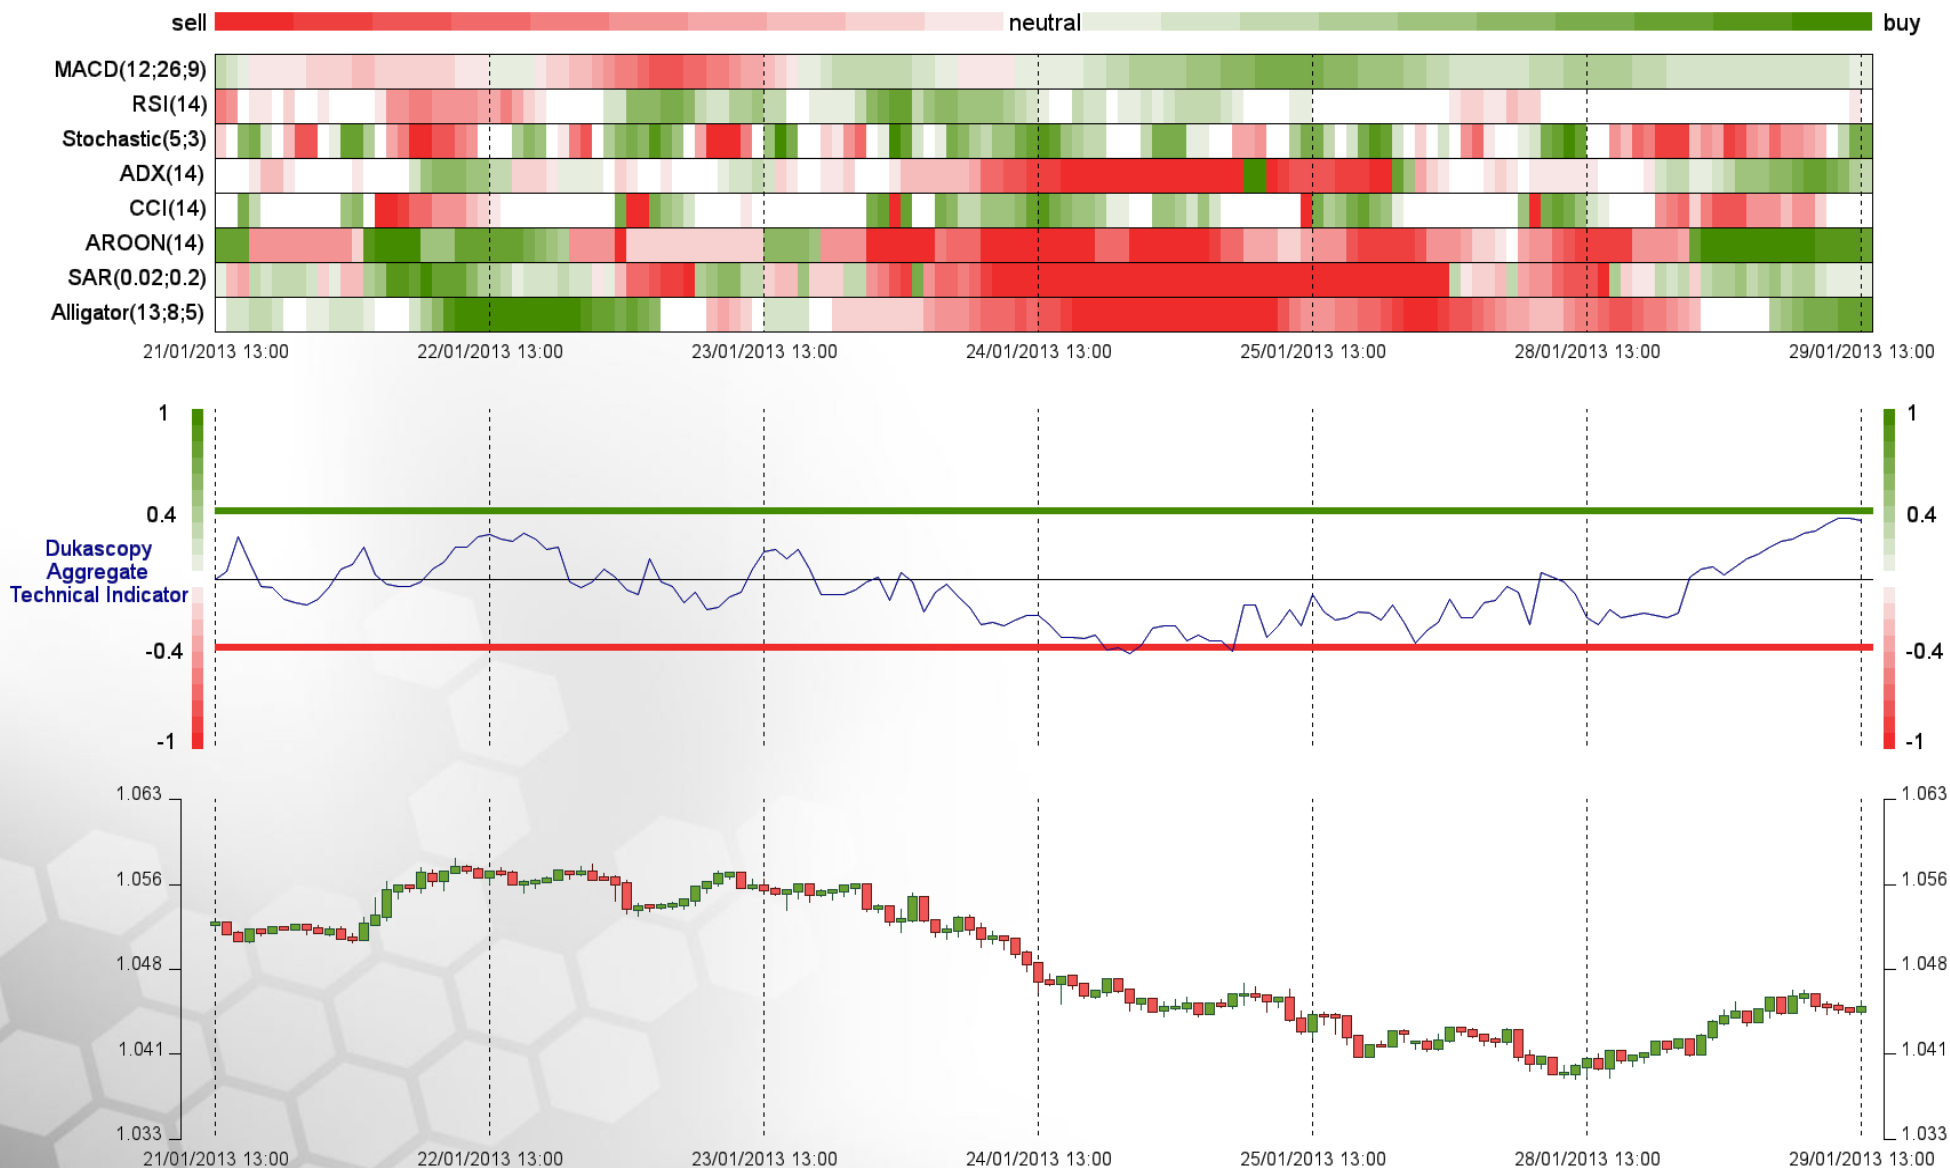 sell neutral buy
MACD(12;26;9)
RSI(14)
Stochastic(5;3)
ADX(14)
CCI(14)
AROON(14)
SAR(0.02;0.2)
Alligator(13;8;5)
21/01/2013 13:00 22/01/2013 13:00 23/01/2013 13:00 24/01/2013 13:00 25/01/2013 13:00 28/01/2013 13:00 29/01/2013 13:00
1 1
0.4 0.4
Dukascopy
Aggregate
Technical Indicator
-0.4 -0.4
-1 -1
1.063 1.063
1.056 1.056
1.048 1.048
1.041 1.041
1.033 1.033
21/01/2013 13:00 22/01/2013 13:00 23/01/2013 13:00 24/01/2013 13:00 25/01/2013 13:00 28/01/2013 13:00 29/01/2013 13:00